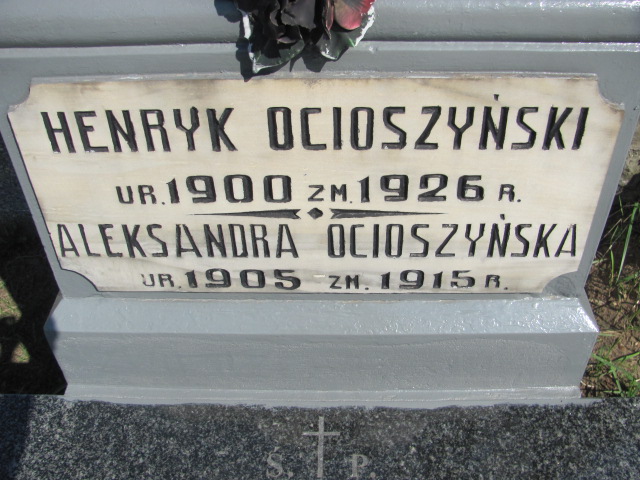 HENRYK OCIOSZYŃSKI
UR. 1900 ZM. 1926 R.
ALEKSANDRA OCIOSZYŃSKA
UR. 1905 ZM. 1915 R.
S. P.